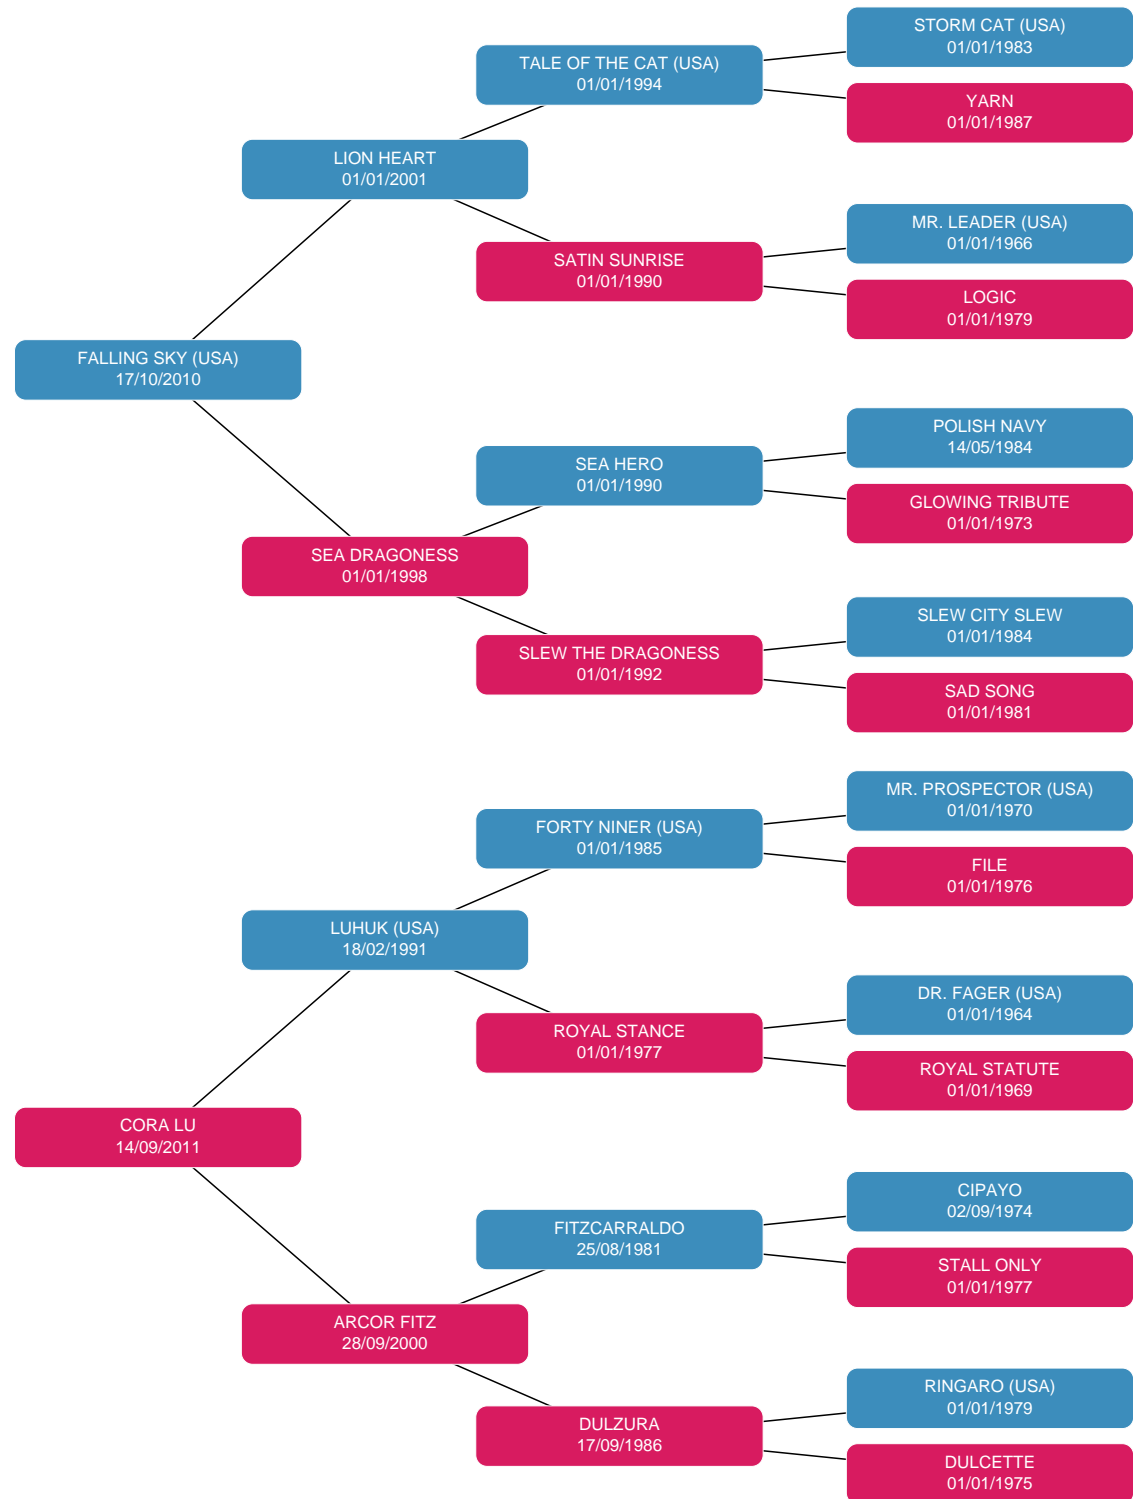 STORM CAT (USA)
01/01/1983
TALE OF THE CAT (USA)
01/01/1994
YARN
01/01/1987
LION HEART
01/01/2001
MR. LEADER (USA)
01/01/1966
SATIN SUNRISE
01/01/1990
LOGIC
01/01/1979
FALLING SKY (USA)
17/10/2010
POLISH NAVY
14/05/1984
SEA HERO
01/01/1990
GLOWING TRIBUTE
01/01/1973
SEA DRAGONESS
01/01/1998
SLEW CITY SLEW
01/01/1984
SLEW THE DRAGONESS
01/01/1992
SAD SONG
01/01/1981
MR. PROSPECTOR (USA)
01/01/1970
FORTY NINER (USA)
01/01/1985
FILE
01/01/1976
LUHUK (USA)
18/02/1991
DR. FAGER (USA)
01/01/1964
ROYAL STANCE
01/01/1977
ROYAL STATUTE
01/01/1969
CORA LU
14/09/2011
CIPAYO
02/09/1974
FITZCARRALDO
25/08/1981
STALL ONLY
01/01/1977
ARCOR FITZ
28/09/2000
RINGARO (USA)
01/01/1979
DULZURA
17/09/1986
DULCETTE
01/01/1975